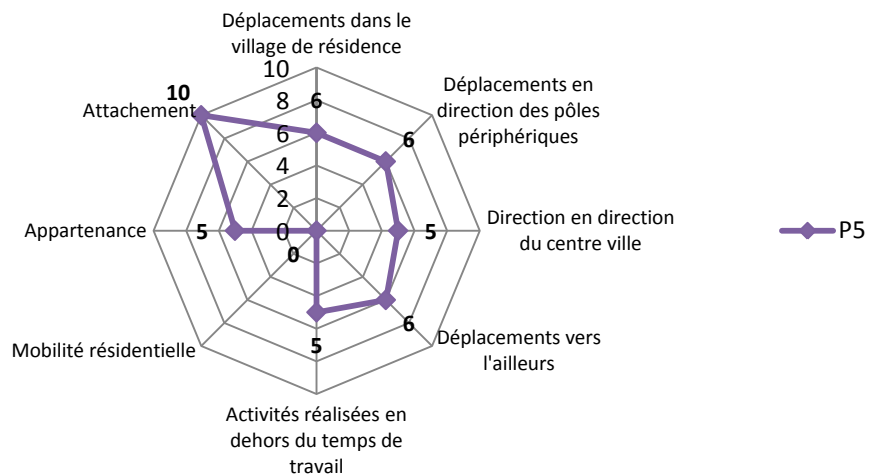 Déplacements dans le
village de résidence
10
8
6
6
4
2
0
Déplacements en
direction des pôles
périphériques
6
Direction en direction
du centre ville
5
Déplacements vers
l'ailleurs
6
Activités réalisées en
dehors du temps de
travail
5
Mobilité résidentielle
0
Appartenance
5
Attachement
10
P5